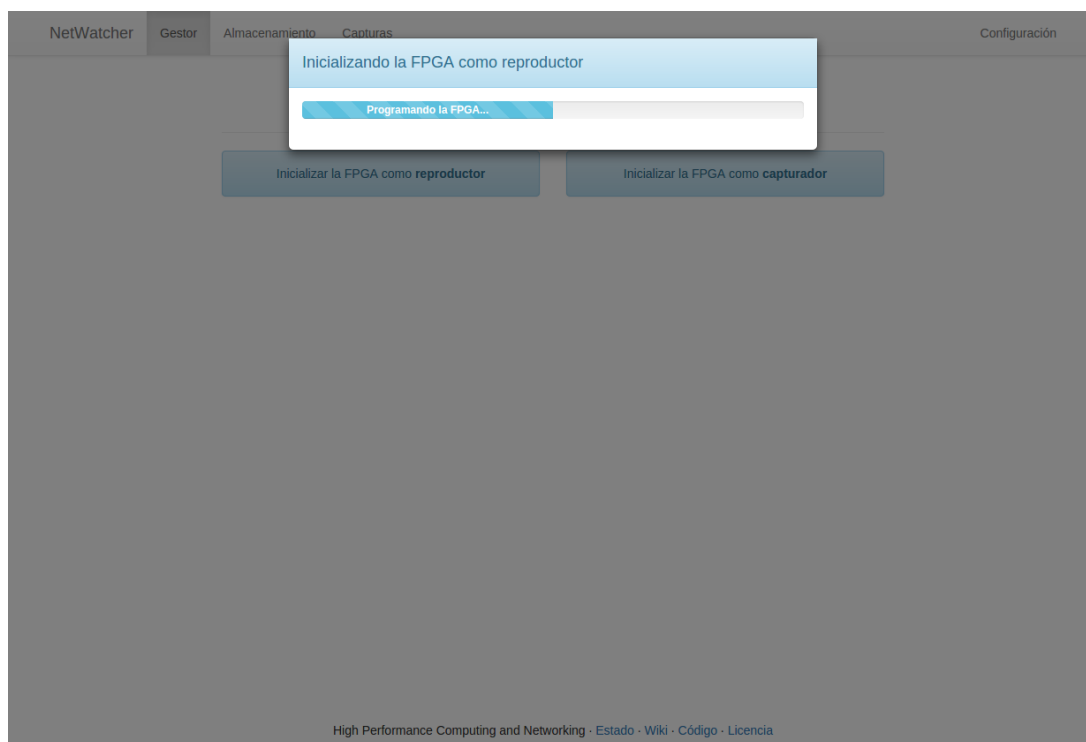 NetWatcher Gestor Almacenamiento Capturas Configuración
Inicializando la FPGA como reproductor
Programando la FPGA...
Inicializar la FPGA como reproductor
Inicializar la FPGA como capturador
High Performance Computing and Networking · Estado · Wiki · Código · Licencia